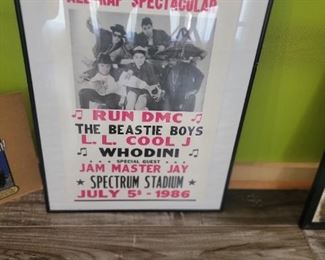 ALL RAP SPECTACULAR
RUN DMC
THE BEASTIE BOYS
L.L. COOL J
WHODINI
SPECIAL GUEST
JAM MASTER JAY
★ SPECTRUM STADIUM ★
JULY 5th - 1986